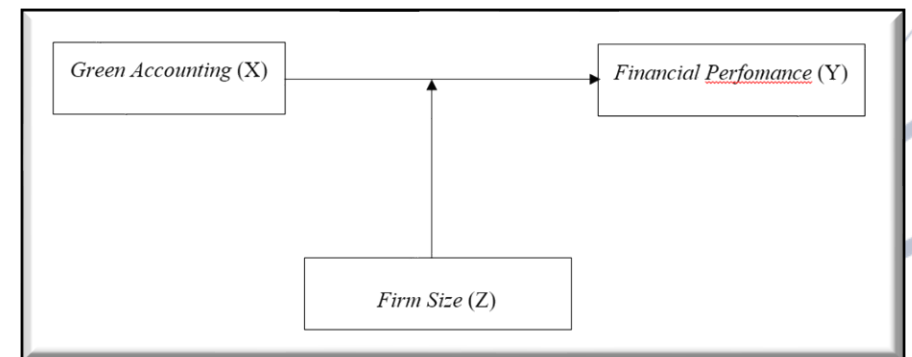 Green Accounting (X)
Financial Perfomance (Y)
Firm Size (Z)